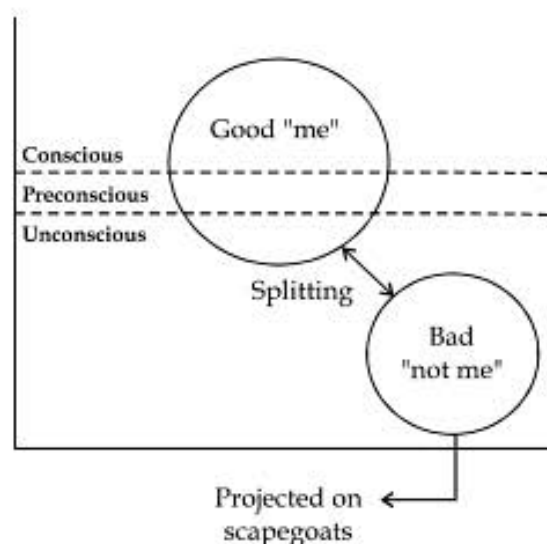 Good "me"
Conscious
Preconscious
Unconscious
Splitting
Bad
"not me"
Projected on
scapegoats